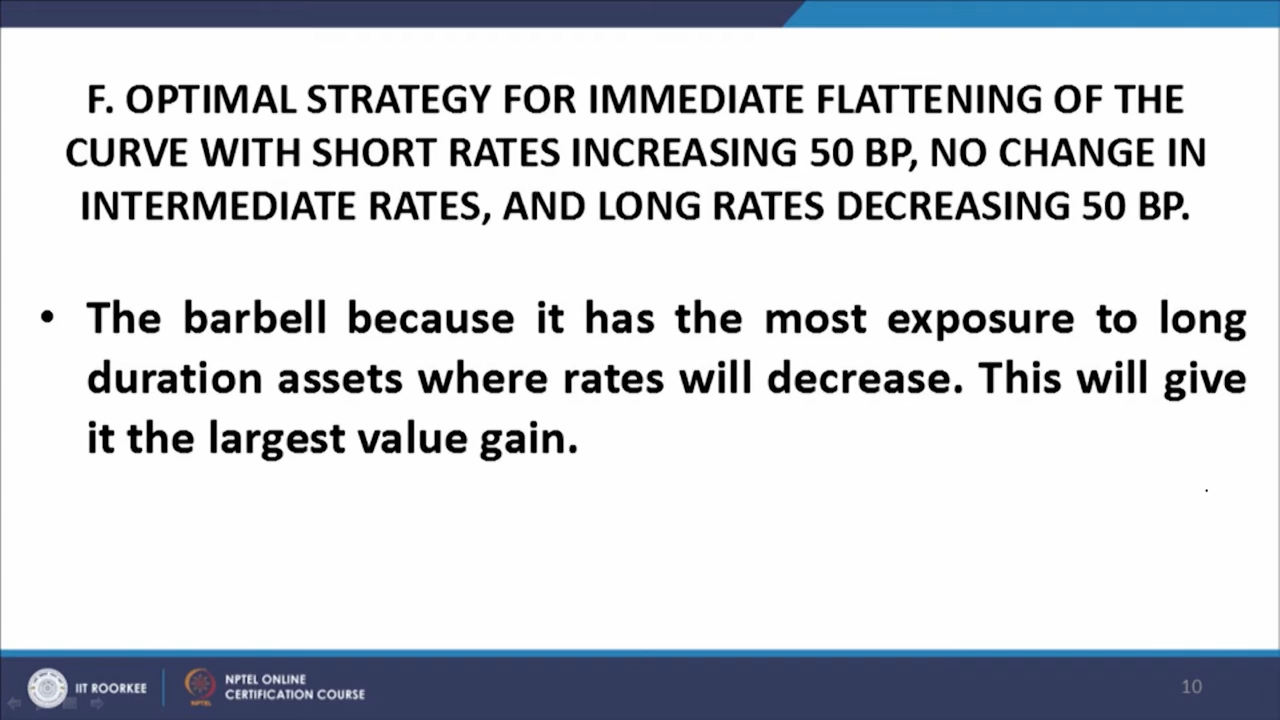 F. OPTIMAL STRATEGY FOR IMMEDIATE FLATTENING OF THE
CURVE WITH SHORT RATES INCREASING 50 BP, NO CHANGE IN
INTERMEDIATE RATES, AND LONG RATES DECREASING 50 BP.
• The barbell because it has the most exposure to long
duration assets where rates will decrease. This will give
it the largest value gain.
IIT ROORKEE
NPTEL
NPTEL ONLINE
CERTIFICATION COURSE
10